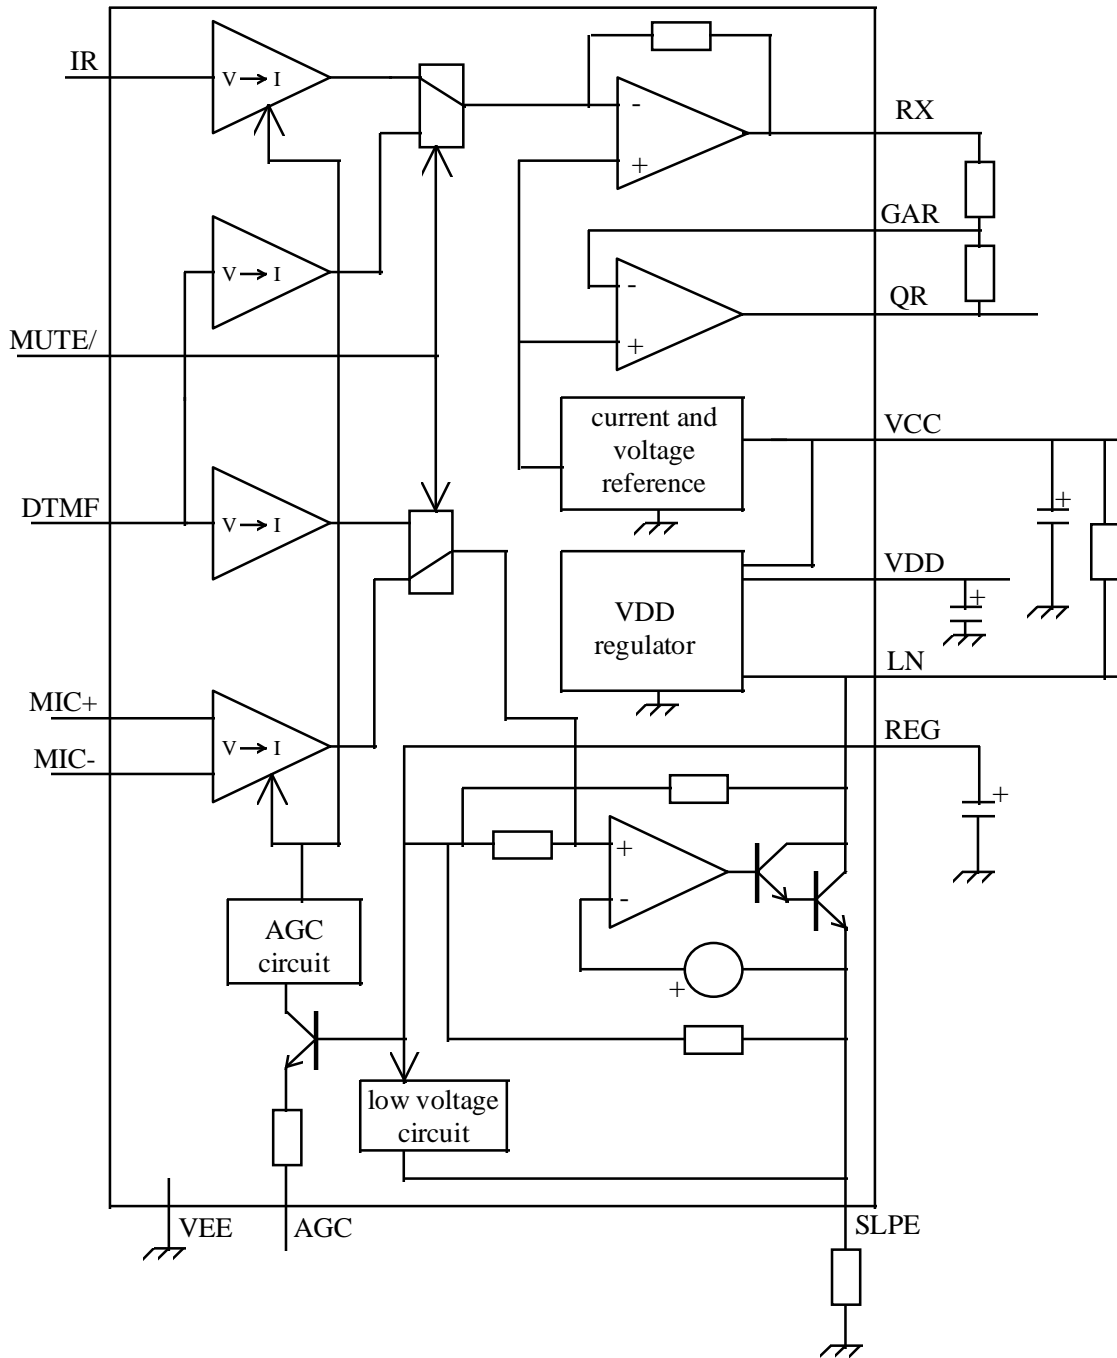 IR
V → I
-
+
RX
GAR
V → I
-
+
QR
MUTE/
current and
voltage
reference
VCC
+
DTMF
V → I
VDD
+
VDD
regulator
LN
MIC+
MIC-
V → I
REG
+
+
-
+
AGC
circuit
low voltage
circuit
VEE
AGC
SLPE